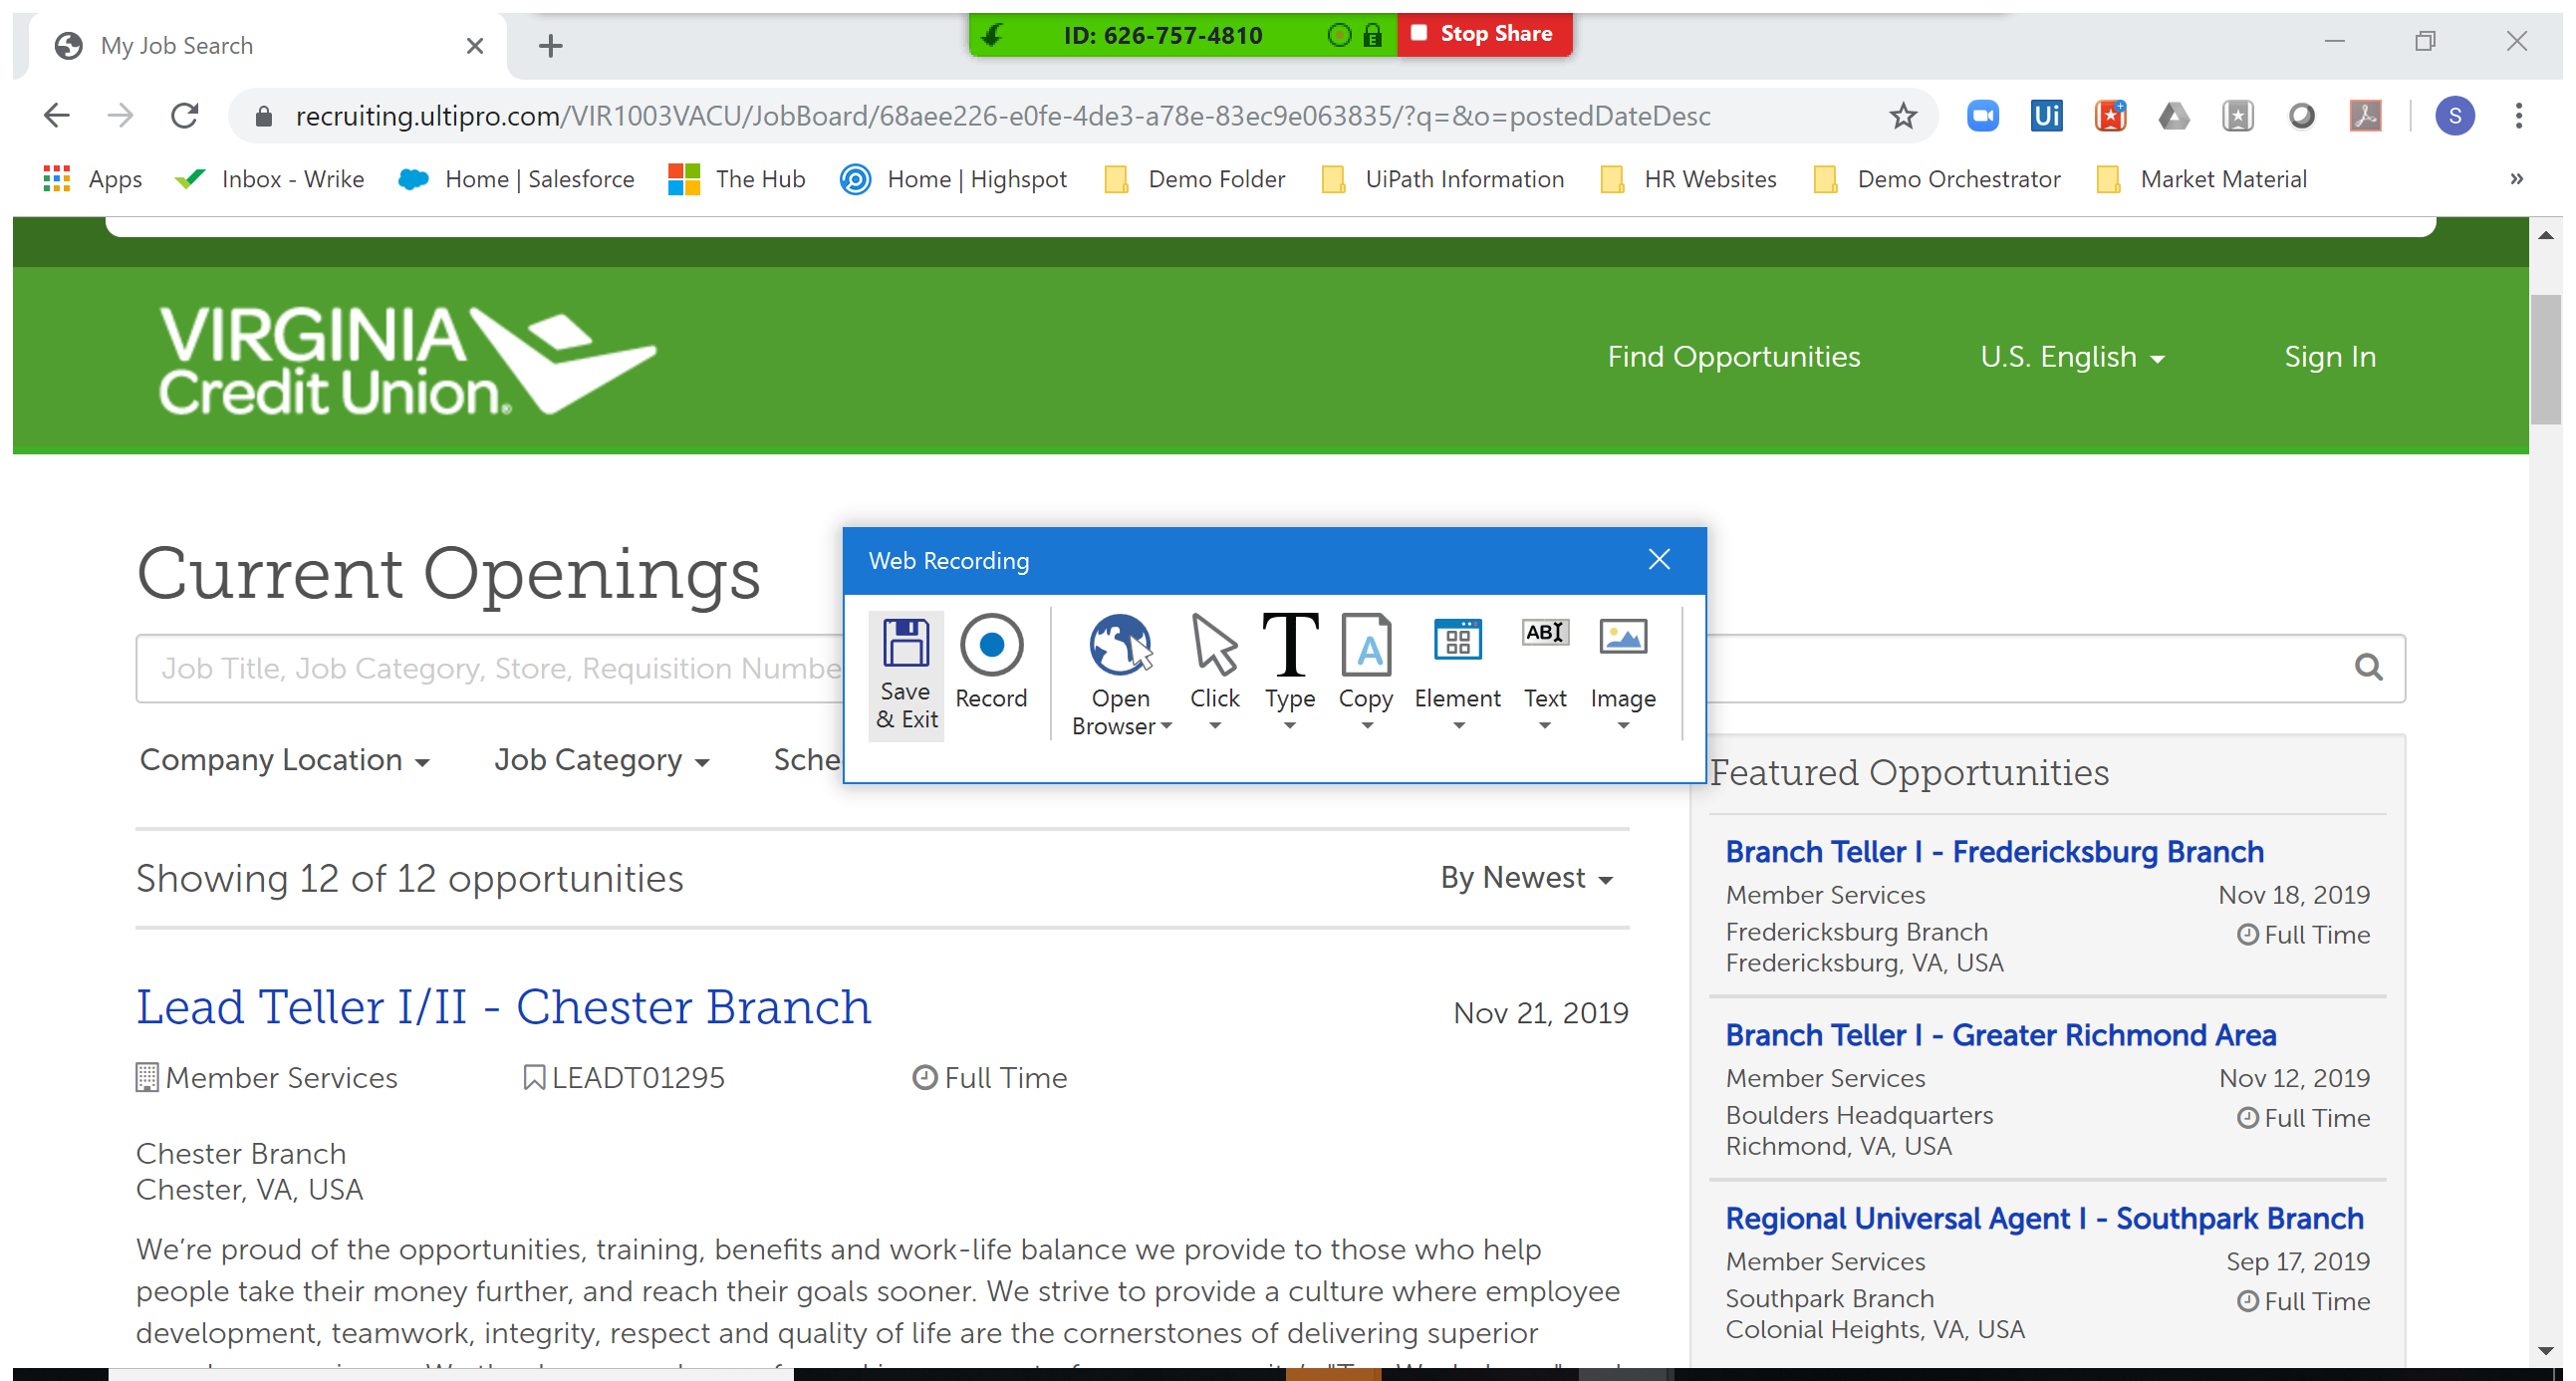 My Job Search
ID: 626-757-4810
Stop Share
recruiting.ultipro.com/VIR1003VACU/JobBoard/68aee226-e0fe-4de3-a78e-83ec9e063835/?q=&o=postedDateDesc
Ui
S
Apps
Inbox - Wrike
Home | Salesforce
The Hub
Home | Highspot
Demo Folder
UiPath Information
HR Websites
Demo Orchestrator
Market Material
»
VIRGINIA
Credit Union®
Find Opportunities
U.S. English
Sign In
Current Openings
Job Title, Job Category, Store, Requisition Numbe
Web Recording
Save
& Exit
Record
Open
Browser
Click
T
Type
A
Copy
Element
AB
Text
Image
Company Location
Job Category
Sche
Showing 12 of 12 opportunities
By Newest
Lead Teller I/II - Chester Branch
Nov 21, 2019
Member Services
LEADT01295
Full Time
Chester Branch
Chester, VA, USA
We’re proud of the opportunities, training, benefits and work-life balance we provide to those who help
people take their money further, and reach their goals sooner. We strive to provide a culture where employee
development, teamwork, integrity, respect and quality of life are the cornerstones of delivering superior
Featured Opportunities
Branch Teller I - Fredericksburg Branch
Member Services
Nov 18, 2019
Fredericksburg Branch
Full Time
Fredericksburg, VA, USA
Branch Teller I - Greater Richmond Area
Member Services
Nov 12, 2019
Boulders Headquarters
Full Time
Richmond, VA, USA
Regional Universal Agent I - Southpark Branch
Member Services
Sep 17, 2019
Southpark Branch
Full Time
Colonial Heights, VA, USA